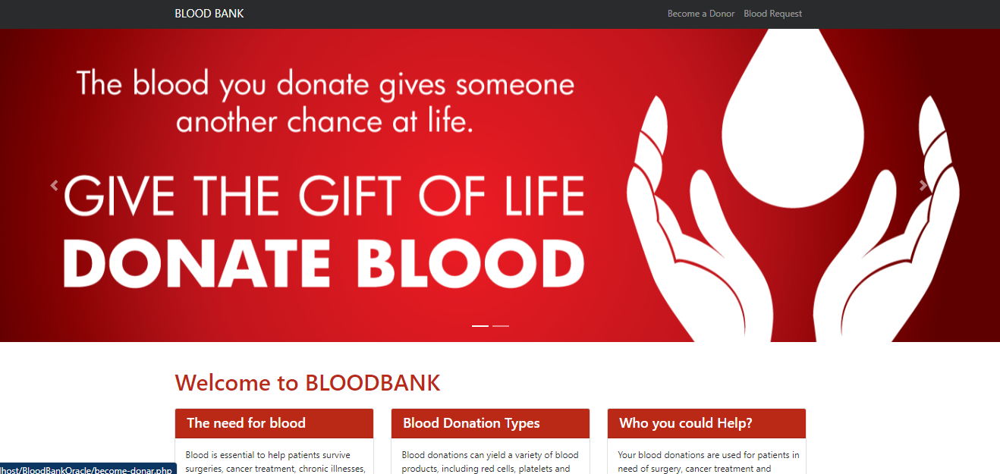 BLOOD BANK
Become a Donor Blood Request
The blood you donate gives someone
another chance at life.
GIVE THE GIFT OF LIFE
DONATE BLOOD
Welcome to BLOODBANK
The need for blood
Blood is essential to help patients survive
surgeries, cancer treatment, chronic illnesses,
Blood Donation Types
Blood donations can yield a variety of blood
products, including red cells, platelets and
Who you could Help?
Your blood donations are used for patients in
need of surgery, cancer treatment and
lhost/BloodBankOracle/become-donar.php